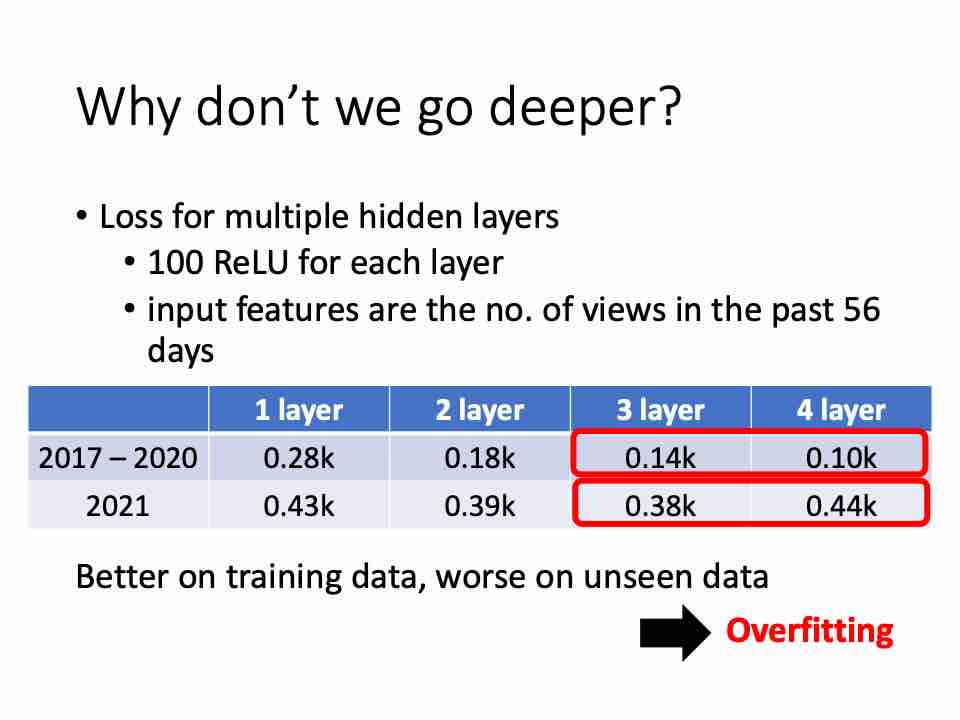 Why don’t we go deeper?
• Loss for multiple hidden layers
• 100 ReLU for each layer
• input features are the no. of views in the past 56
days
1 layer 2 layer 3 layer 4 layer
2017 – 2020 0.28k 0.18k 0.14k 0.10k
2021 0.43k 0.39k 0.38k 0.44k
Better on training data, worse on unseen data
Overfitting